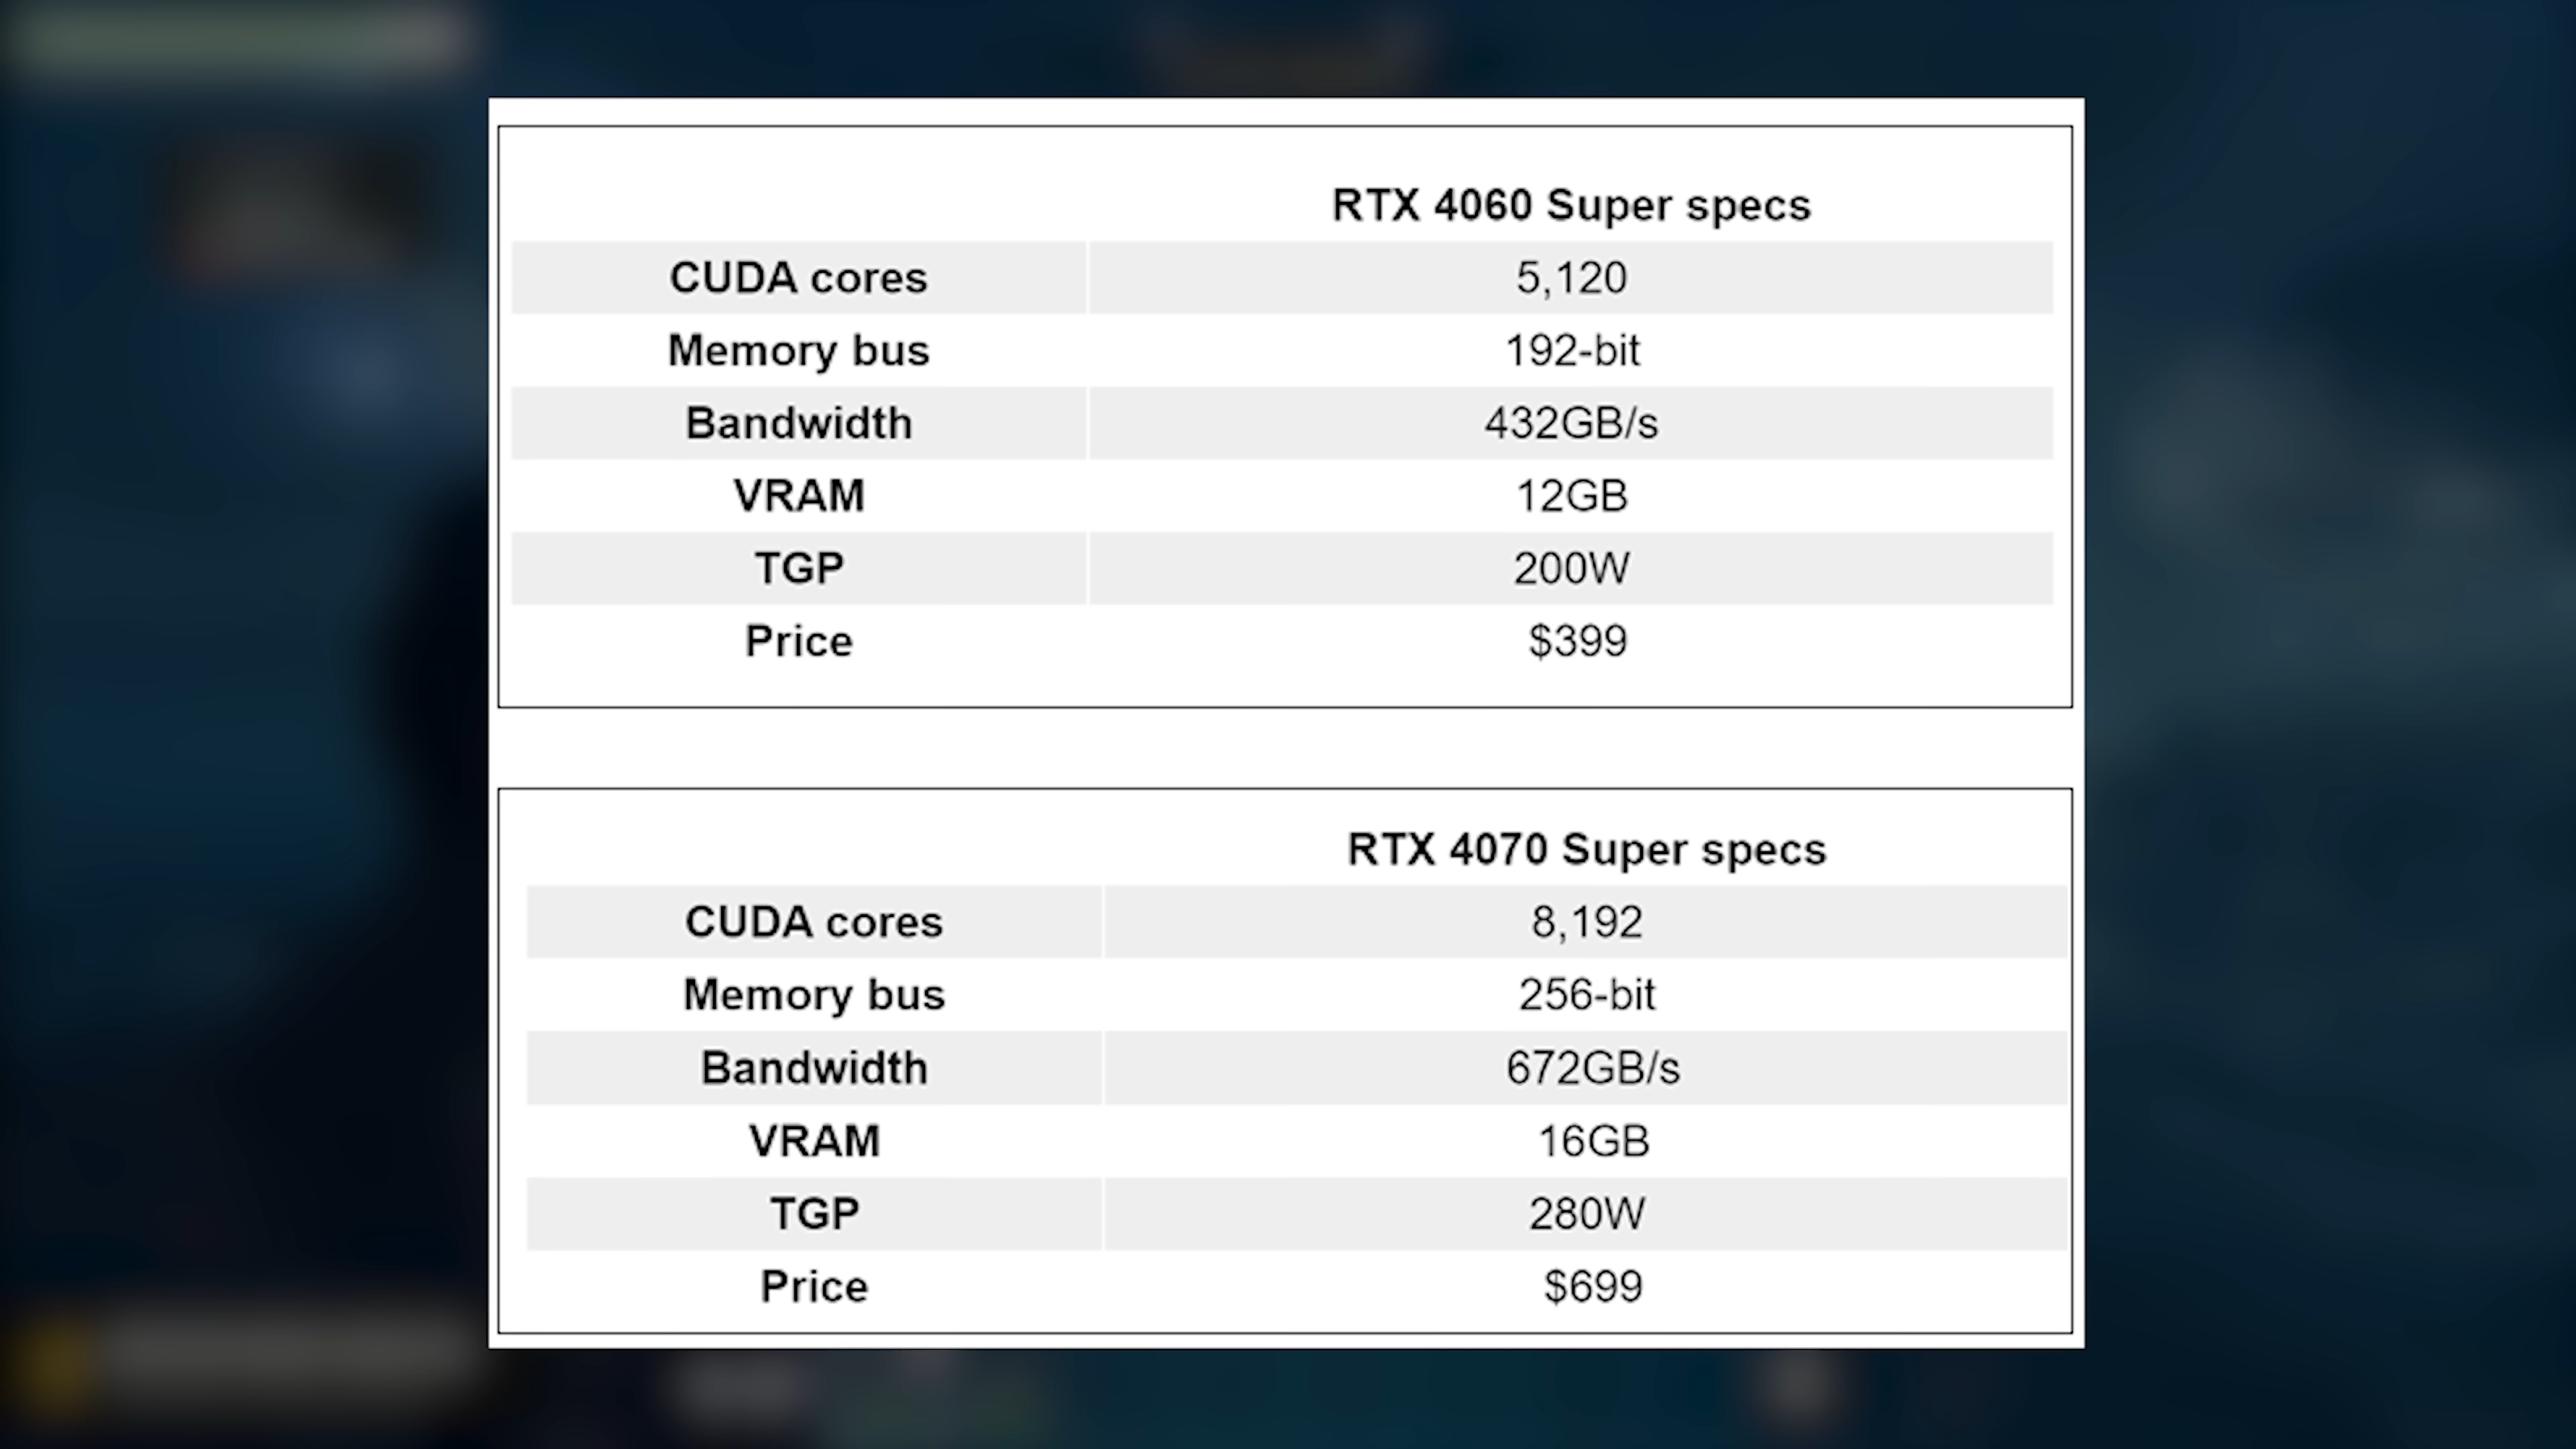 RTX 4060 Super specs
CUDA cores 5,120
Memory bus 192-bit
Bandwidth 432GB/s
VRAM 12GB
TGP 200W
Price $399
RTX 4070 Super specs
CUDA cores 8,192
Memory bus 256-bit
Bandwidth 672GB/s
VRAM 16GB
TGP 280W
Price $699